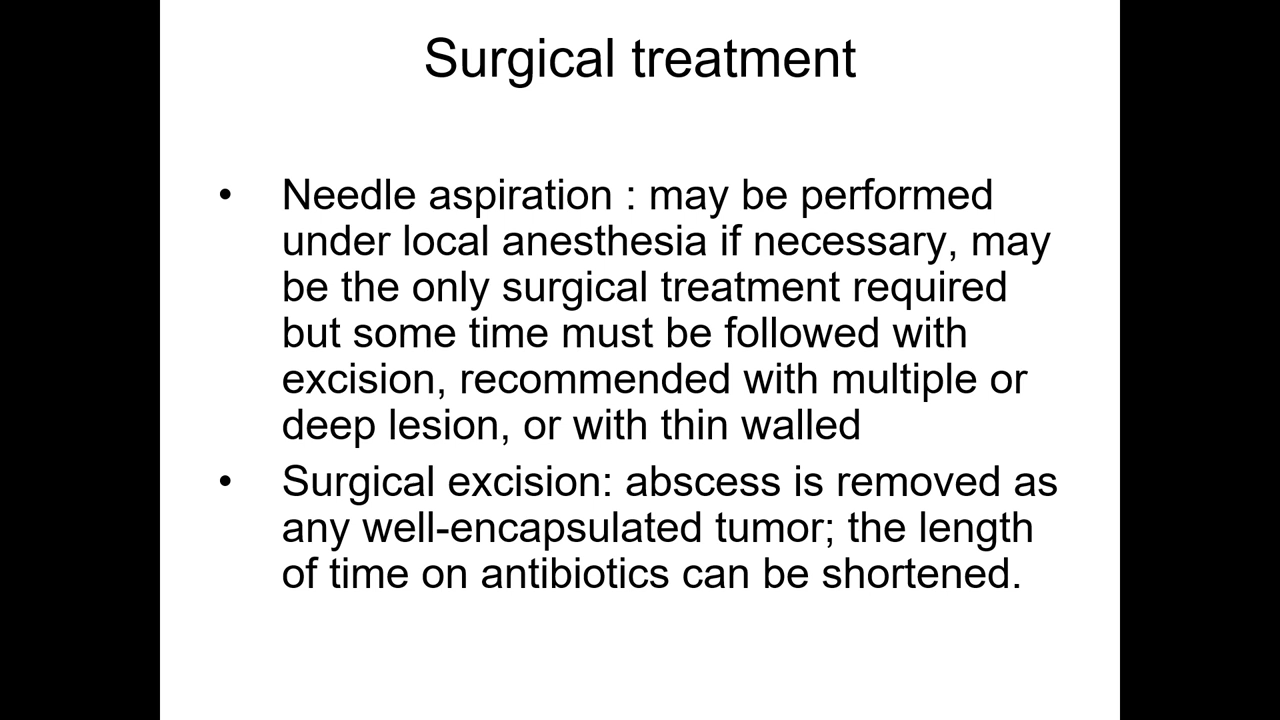 Surgical treatment
• Needle aspiration : may be performed
under local anesthesia if necessary, may
be the only surgical treatment required
but some time must be followed with
excision, recommended with multiple or
deep lesion, or with thin walled
• Surgical excision: abscess is removed as
any well-encapsulated tumor; the length
of time on antibiotics can be shortened.